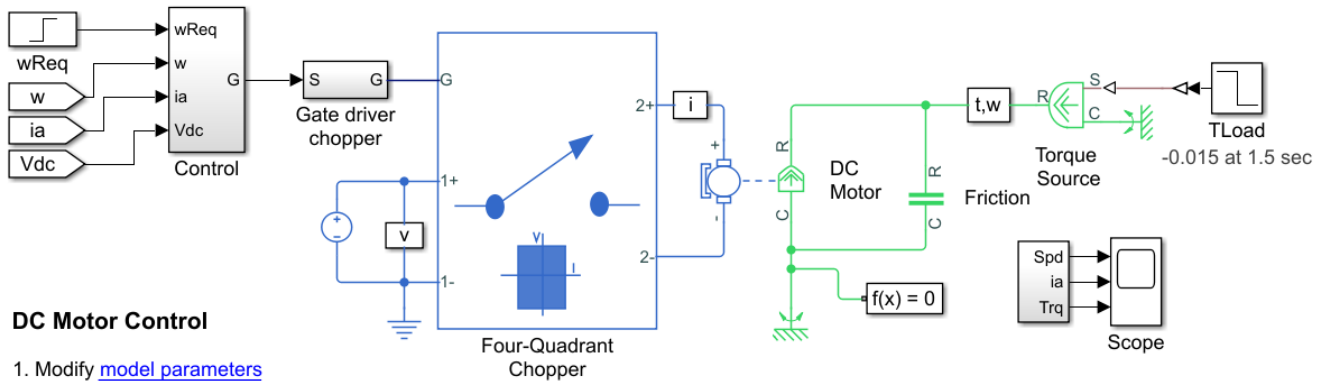 wReq
w
ia
Vdc
wReq
w
ia
Vdc
G
Control
S
G
Gate driver
chopper
G
1+
1-
2+
2-
V
I
Four-Quadrant
Chopper
+
−
v
i
+
-
R
C
DC
Motor
R
C
Friction
f(x) = 0
t,w
R
S
C
Torque
Source
TLoad
-0.015 at 1.5 sec
Spd
ia
Trq
Scope
DC Motor Control
1. Modify model parameters